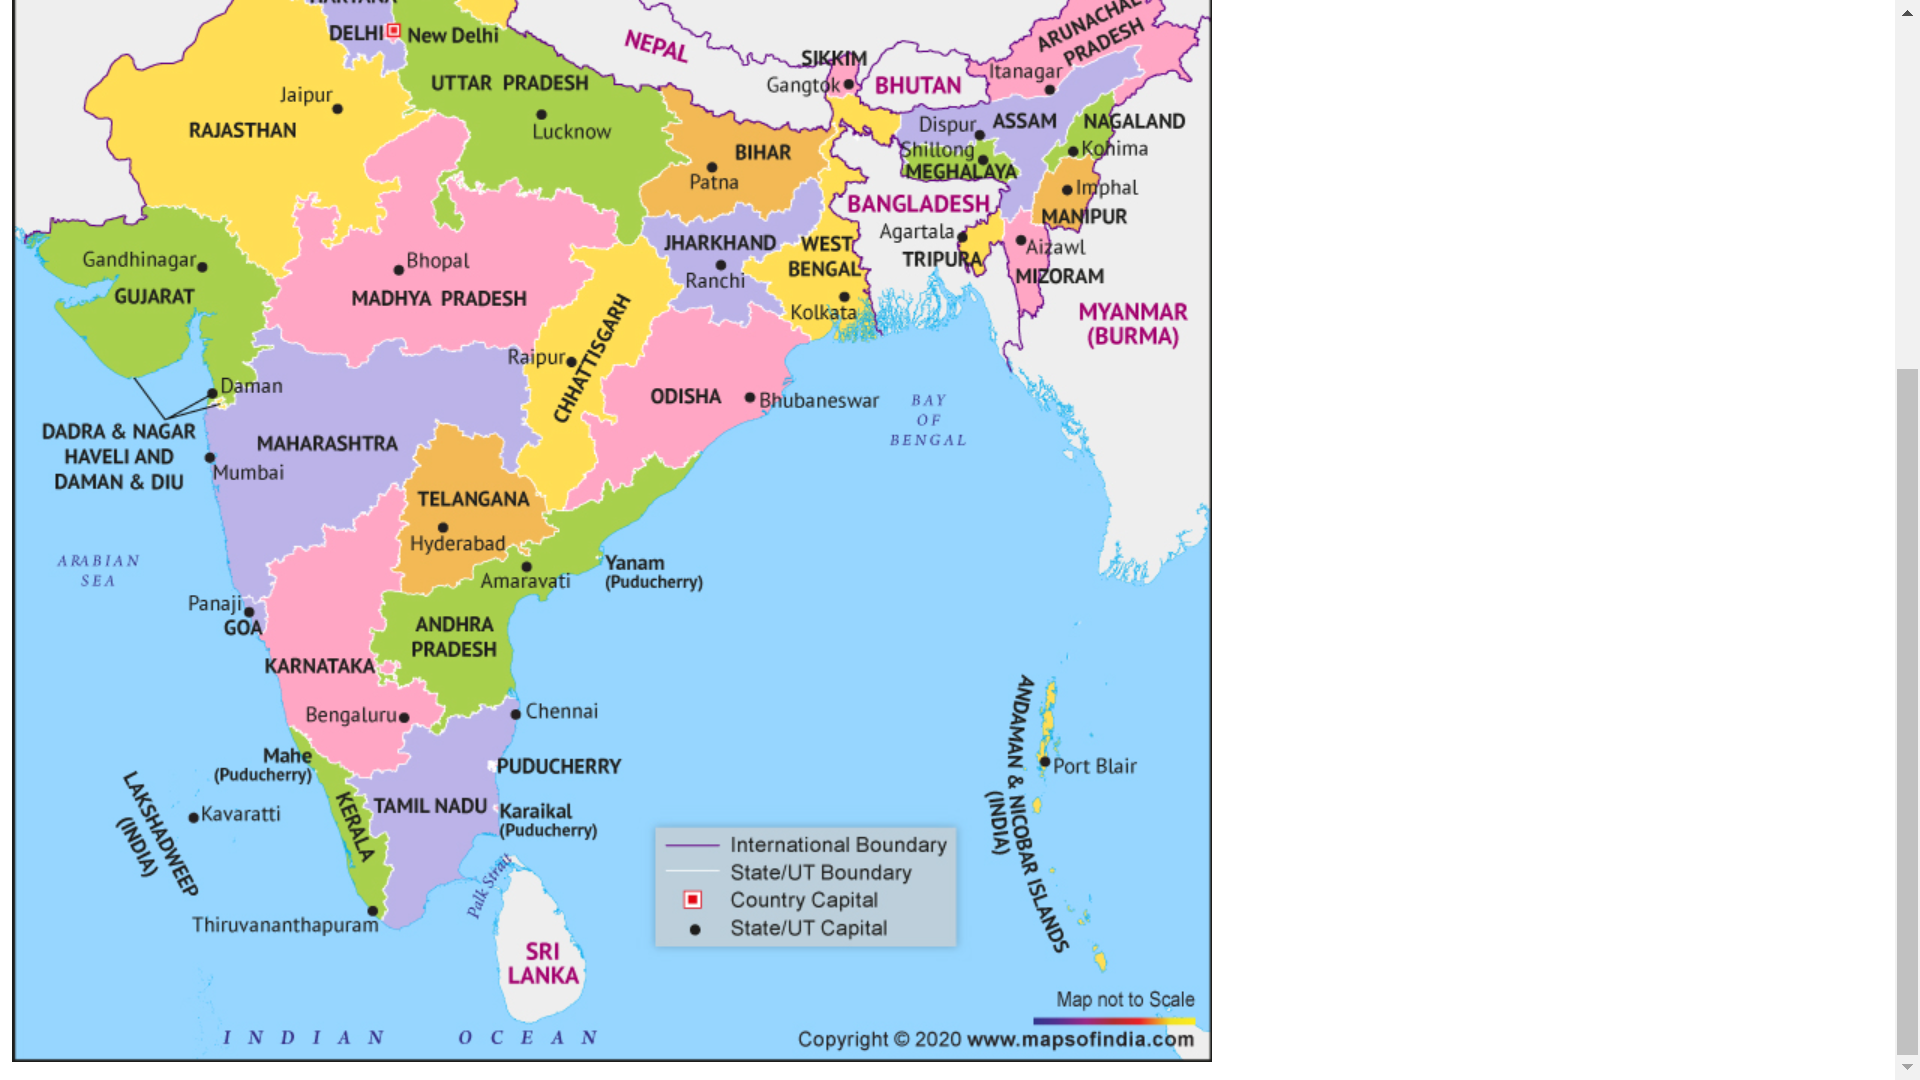 HARYANA
DELHI
New Delhi
NEPAL
ARUNACHAL
PRADESH
SIKKIM
Gangtok
BHUTAN
Itanagar
UTTAR PRADESH
Lucknow
Jaipur
RAJASTHAN
BIHAR
Patna
Dispur
ASSAM
NAGALAND
Shillong
Kohima
MEGHALAYA
Imphal
MANIPUR
BANGLADESH
Agartala
TRIPURA
Aizawl
MIZORAM
MYANMAR
(BURMA)
Gandhinagar
GUJARAT
Bhopal
MADHYA PRADESH
JHARKHAND
Ranchi
WEST
BENGAL
Kolkata
Raipur
CHHATTISGARH
ODISHA
Bhubaneswar
BAY
OF
BENGAL
Daman
DADRA & NAGAR
HAVELI AND
DAMAN & DIU
MAHARASHTRA
Mumbai
TELANGANA
Hyderabad
ARABIAN
SEA
Amaravati
Yanam
(Puducherry)
Panaji
GOA
ANDHRA
PRADESH
KARNATAKA
Bengaluru
Chennai
Mahe
(Puducherry)
PUDUCHERRY
LAKSHADWEEP
(INDIA)
Kavaratti
KERALA
TAMIL NADU
Karaikal
(Puducherry)
Palk Strait
Thiruvananthapuram
SRI
LANKA
ANDAMAN & NICOBAR ISLANDS
(INDIA)
Port Blair
International Boundary
State/UT Boundary
Country Capital
State/UT Capital
Map not to Scale
INDIAN OCEAN
Copyright © 2020 www.mapsofindia.com